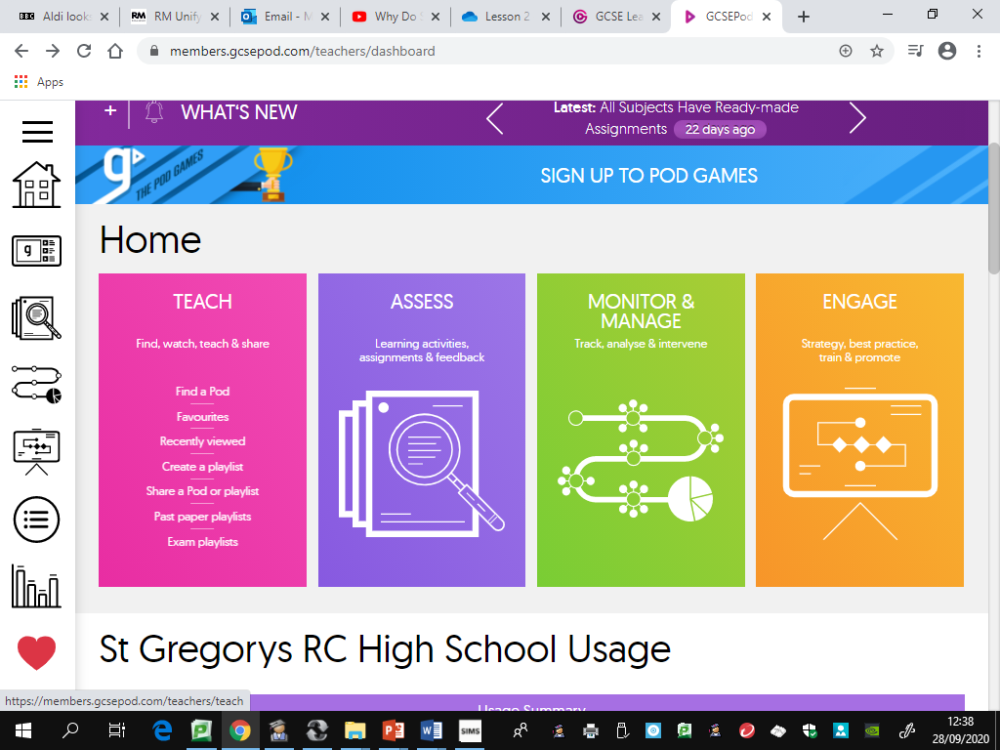 BBC Aldi looks
RM RM Unify
Email - M
Why Do S
Lesson 2
GCSE Lea
GCSEPod
members.gcsepod.com/teachers/dashboard
Apps
WHAT'S NEW
Latest: All Subjects Have Ready-made
Assignments 22 days ago
g THE POD GAMES
SIGN UP TO POD GAMES
Home
g
TEACH
Find, watch, teach & share
Find a Pod
Favourites
Recently viewed
Create a playlist
Share a Pod or playlist
Past paper playlists
Exam playlists
ASSESS
Learning activities,
assignments & feedback
MONITOR &
MANAGE
Track, analyse & intervene
ENGAGE
Strategy, best practice,
train & promote
St Gregorys RC High School Usage
Usage Summary
https://members.gcsepod.com/teachers/teach
SIMS
12:38
28/09/2020